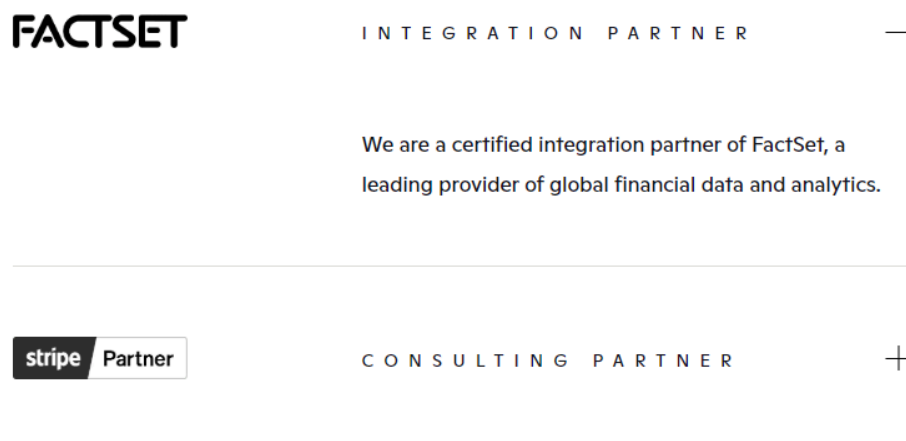 FACTSET
INTEGRATION PARTNER
We are a certified integration partner of FactSet, a
leading provider of global financial data and analytics.
stripe Partner
CONSULTING PARTNER